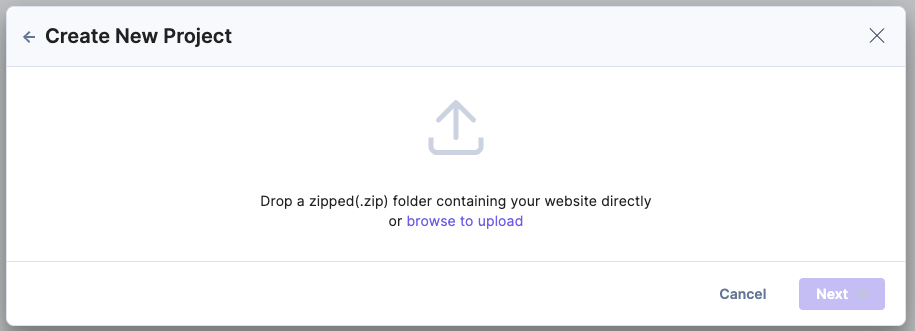 Create New Project
Drop a zipped(.zip) folder containing your website directly
or browse to upload
Cancel
Next